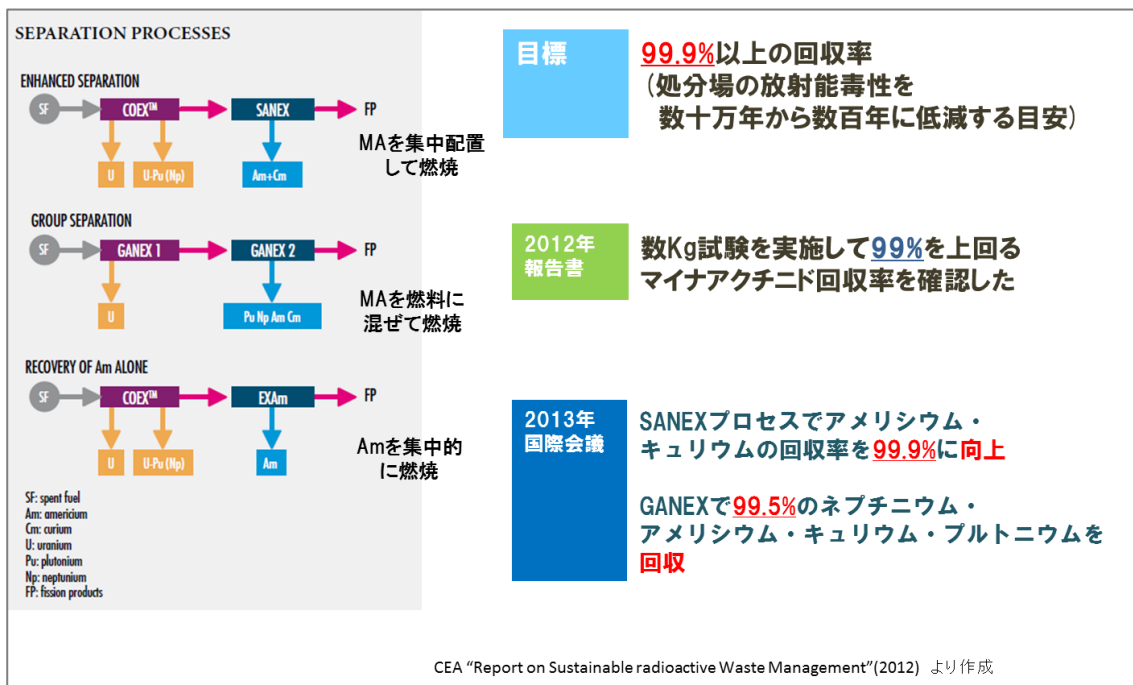 SEPARATION PROCESSES
ENHANCED SEPARATION
SF
COEX™
SANEX
FP
U
U-Pu (Np)
Am+Cm
MAを集中配置
して燃焼
GROUP SEPARATION
SF
GANEX 1
GANEX 2
FP
U
Pu Np Am Cm
MAを燃料に
混ぜて燃焼
RECOVERY OF Am ALONE
SF
COEX™
EXAm
FP
U
U-Pu (Np)
Am
Amを集中的
に燃焼
SF: spent fuel
Am: americium
Cm: curium
U: uranium
Pu: plutonium
Np: neptunium
FP: fission products
目標
99.9%以上の回収率
(処分場の放射能毒性を
数十万年から数百年に低減する目安)
2012年
報告書
数Kg試験を実施して99%を上回る
マイナアクチニド回収率を確認した
2013年
国際会議
SANEXプロセスでアメリシウム・
キュリウムの回収率を99.9%に向上
GANEXで99.5%のネプチニウム・
アメリシウム・キュリウム・プルトニウムを
回収
CEA “Report on Sustainable radioactive Waste Management”(2012) より作成